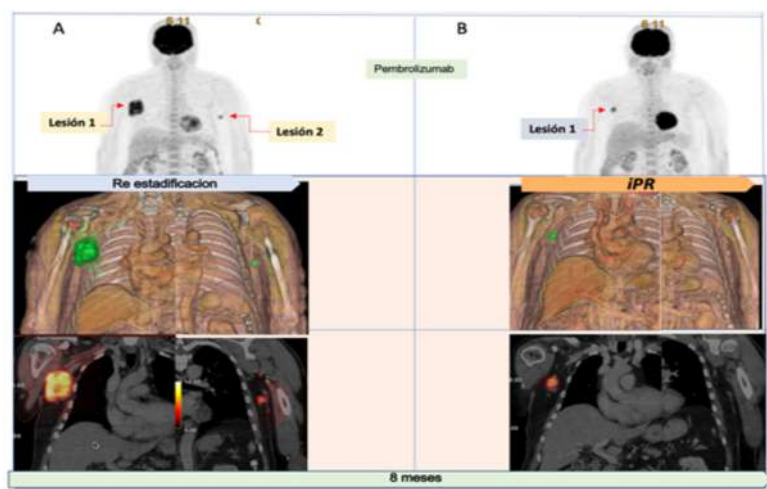 A
B
Pembrolizumab
Lesión 1
Lesión 2
Lesión 1
Re estadificacion
iPR
8 meses